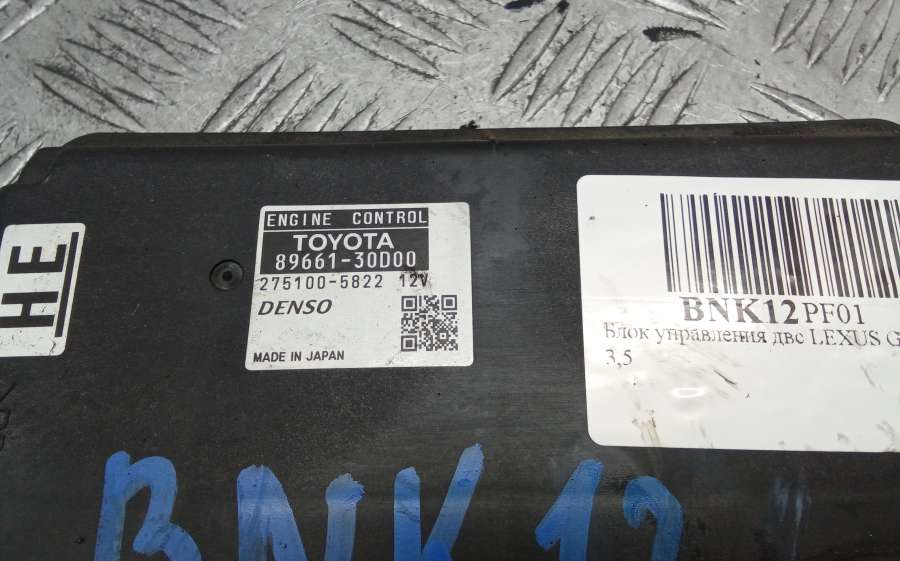 ENGINE CONTROL
TOYOTA
89661-30D00
275100-5822 12V
DENSO
MADE IN JAPAN
HE
BNK12PF01
Блок управления двс LEXUS G
3,5
BNK12